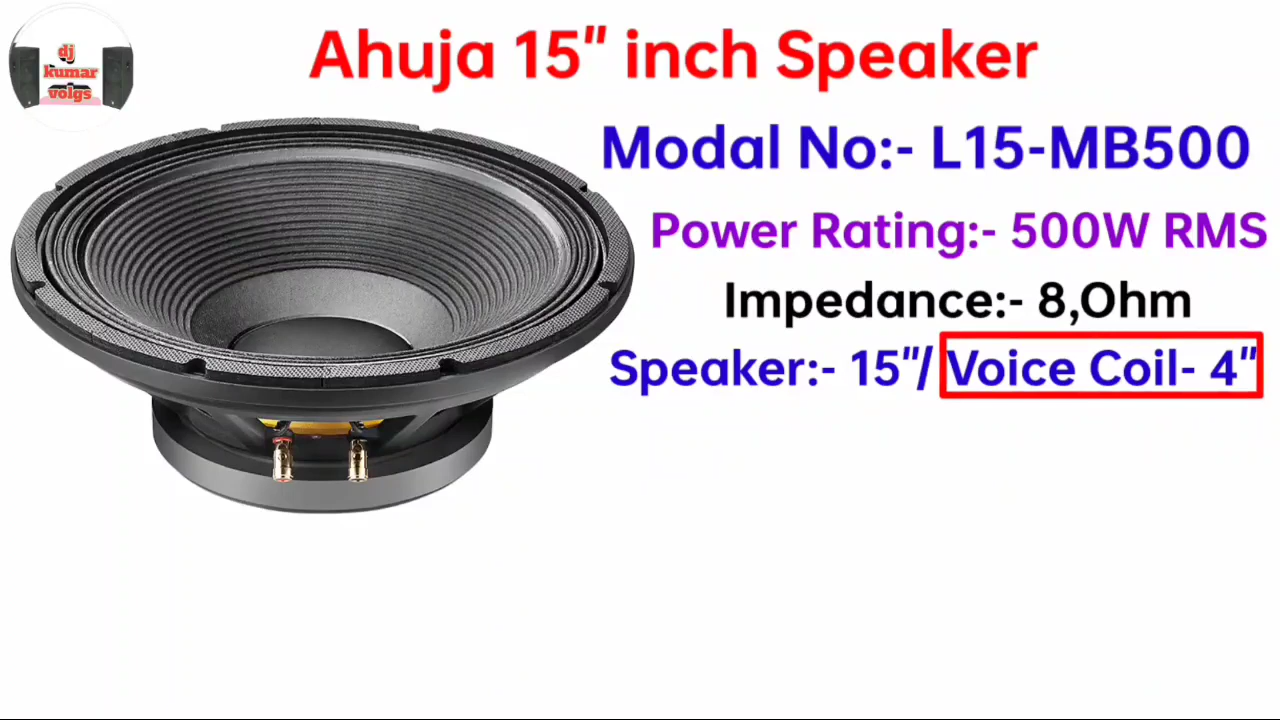 dj
kumar
volgs
Ahuja 15" inch Speaker
Modal No:- L15-MB500
Power Rating:- 500W RMS
Impedance:- 8,Ohm
Speaker:- 15"/ Voice Coil- 4"